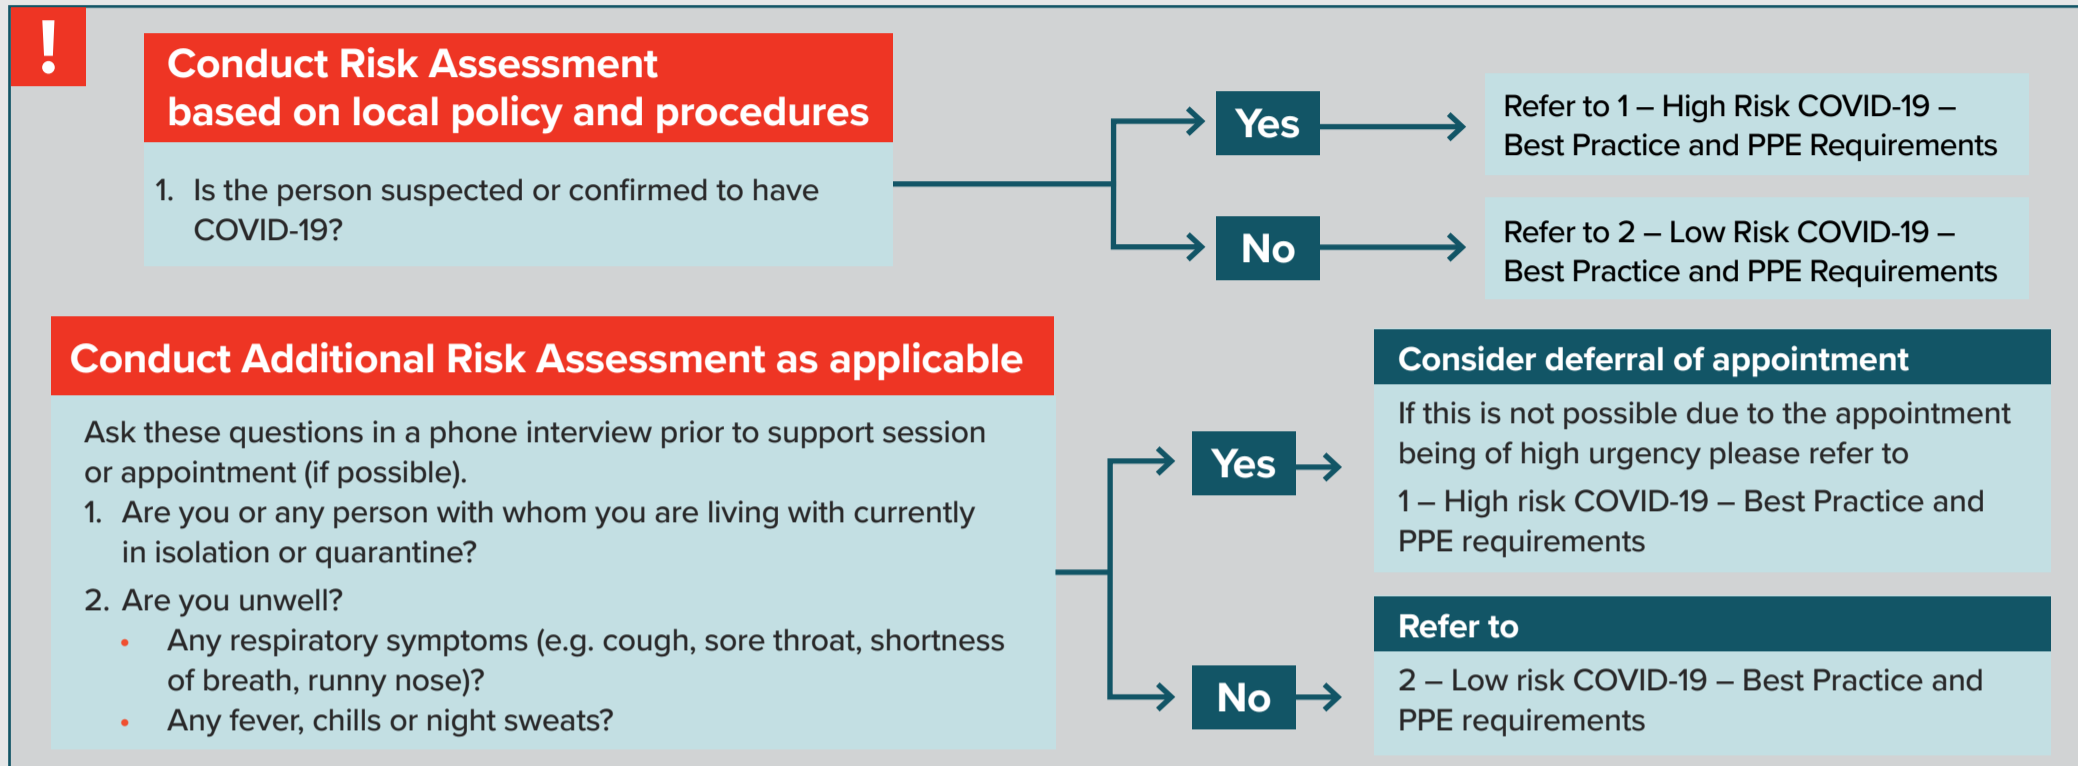 !
Conduct Risk Assessment
based on local policy and procedures
1. Is the person suspected or confirmed to have
COVID-19?
Yes
Refer to 1 – High Risk COVID-19 –
Best Practice and PPE Requirements
No
Refer to 2 – Low Risk COVID-19 –
Best Practice and PPE Requirements
Conduct Additional Risk Assessment as applicable
Ask these questions in a phone interview prior to support session
or appointment (if possible).
1. Are you or any person with whom you are living with currently
in isolation or quarantine?
2. Are you unwell?
• Any respiratory symptoms (e.g. cough, sore throat, shortness
of breath, runny nose)?
• Any fever, chills or night sweats?
Yes
Consider deferral of appointment
If this is not possible due to the appointment
being of high urgency please refer to
1 – High risk COVID-19 – Best Practice and
PPE requirements
No
Refer to
2 – Low risk COVID-19 – Best Practice and
PPE requirements